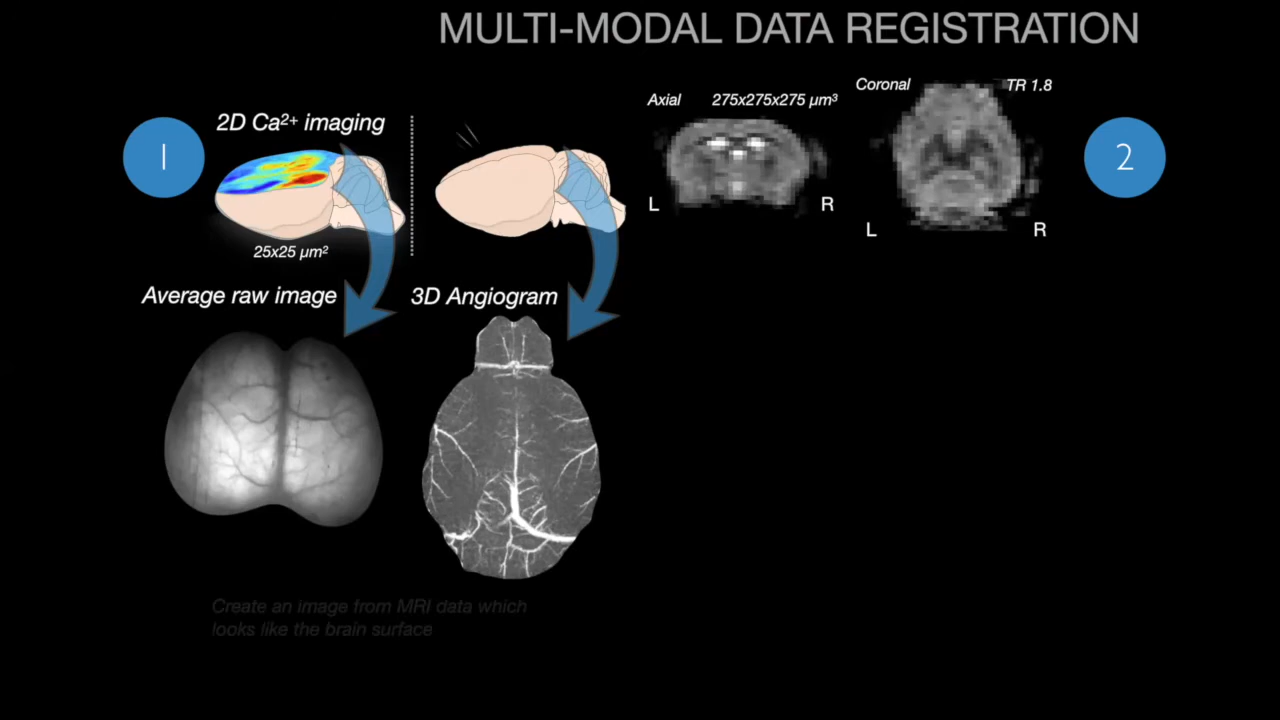 MULTI-MODAL DATA REGISTRATION
1
2D Ca²⁺ imaging
25x25 µm²
Axial 275x275x275 µm³
L R
Coronal TR 1.8
L R
2
Average raw image
3D Angiogram
Create an image from MRI data which
looks like the brain surface